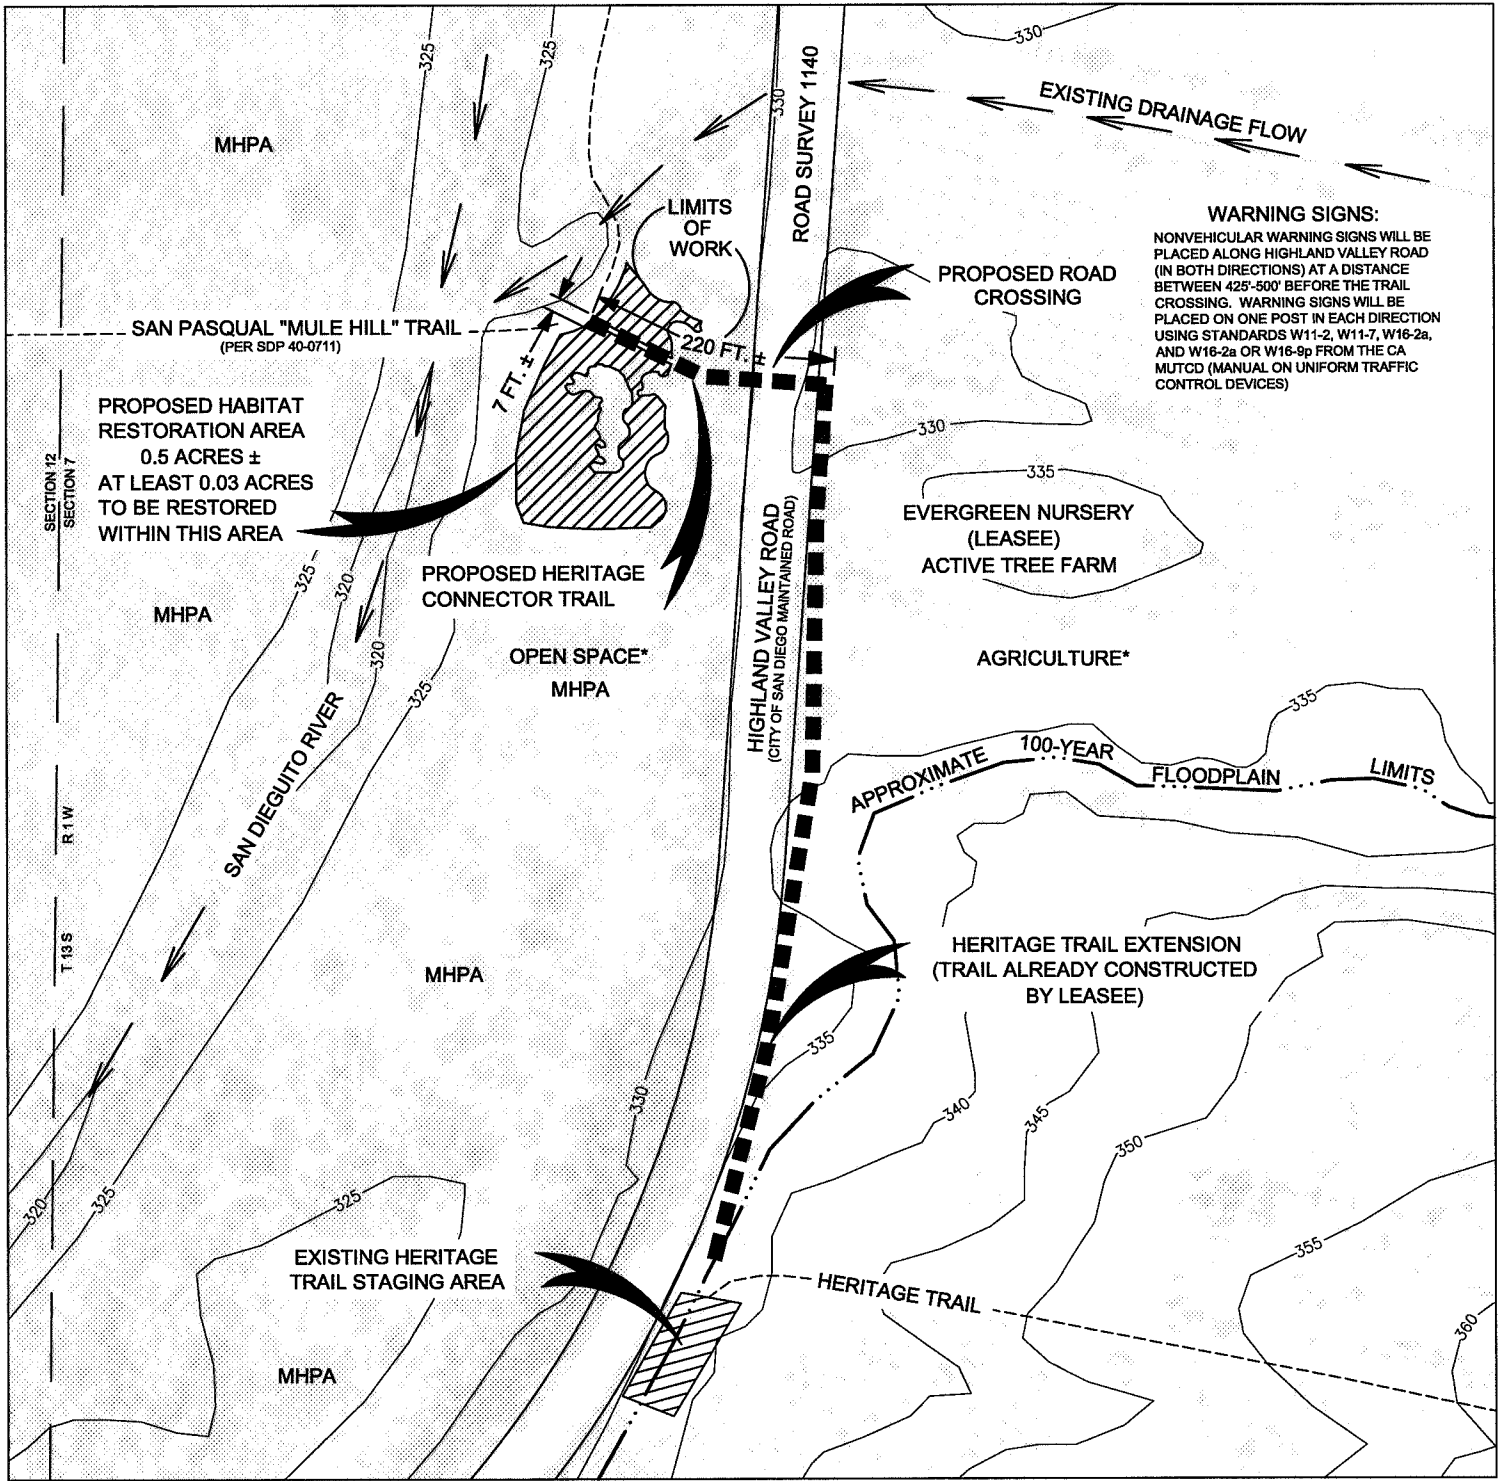 325
325
330
330
ROAD SURVEY 1140
EXISTING DRAINAGE FLOW
MHPA
LIMITS
OF
WORK
WARNING SIGNS:
NONVEHICULAR WARNING SIGNS WILL BE
PLACED ALONG HIGHLAND VALLEY ROAD
(IN BOTH DIRECTIONS) AT A DISTANCE
BETWEEN 425'-500' BEFORE THE TRAIL
CROSSING. WARNING SIGNS WILL BE
PLACED ON ONE POST IN EACH DIRECTION
USING STANDARDS W11-2, W11-7, W16-2a,
AND W16-2a OR W16-9p FROM THE CA
MUTCD (MANUAL ON UNIFORM TRAFFIC
CONTROL DEVICES)
PROPOSED ROAD
CROSSING
SAN PASQUAL "MULE HILL" TRAIL
(PER SDP 40-0711)
220 FT. ±
7 FT. ±
PROPOSED HABITAT
RESTORATION AREA
0.5 ACRES ±
AT LEAST 0.03 ACRES
TO BE RESTORED
WITHIN THIS AREA
SECTION 12
SECTION 7
330
335
EVERGREEN NURSERY
(LEASEE)
ACTIVE TREE FARM
PROPOSED HERITAGE
CONNECTOR TRAIL
325
320
MHPA
320
325
OPEN SPACE*
MHPA
HIGHLAND VALLEY ROAD
(CITY OF SAN DIEGO MAINTAINED ROAD)
AGRICULTURE*
335
APPROXIMATE 100-YEAR FLOODPLAIN LIMITS
SAN DIEGUITO RIVER
R 1 W
T 13 S
MHPA
HERITAGE TRAIL EXTENSION
(TRAIL ALREADY CONSTRUCTED
BY LEASEE)
335
330
340
345
350
320
325
325
355
EXISTING HERITAGE
TRAIL STAGING AREA
HERITAGE TRAIL
360
MHPA